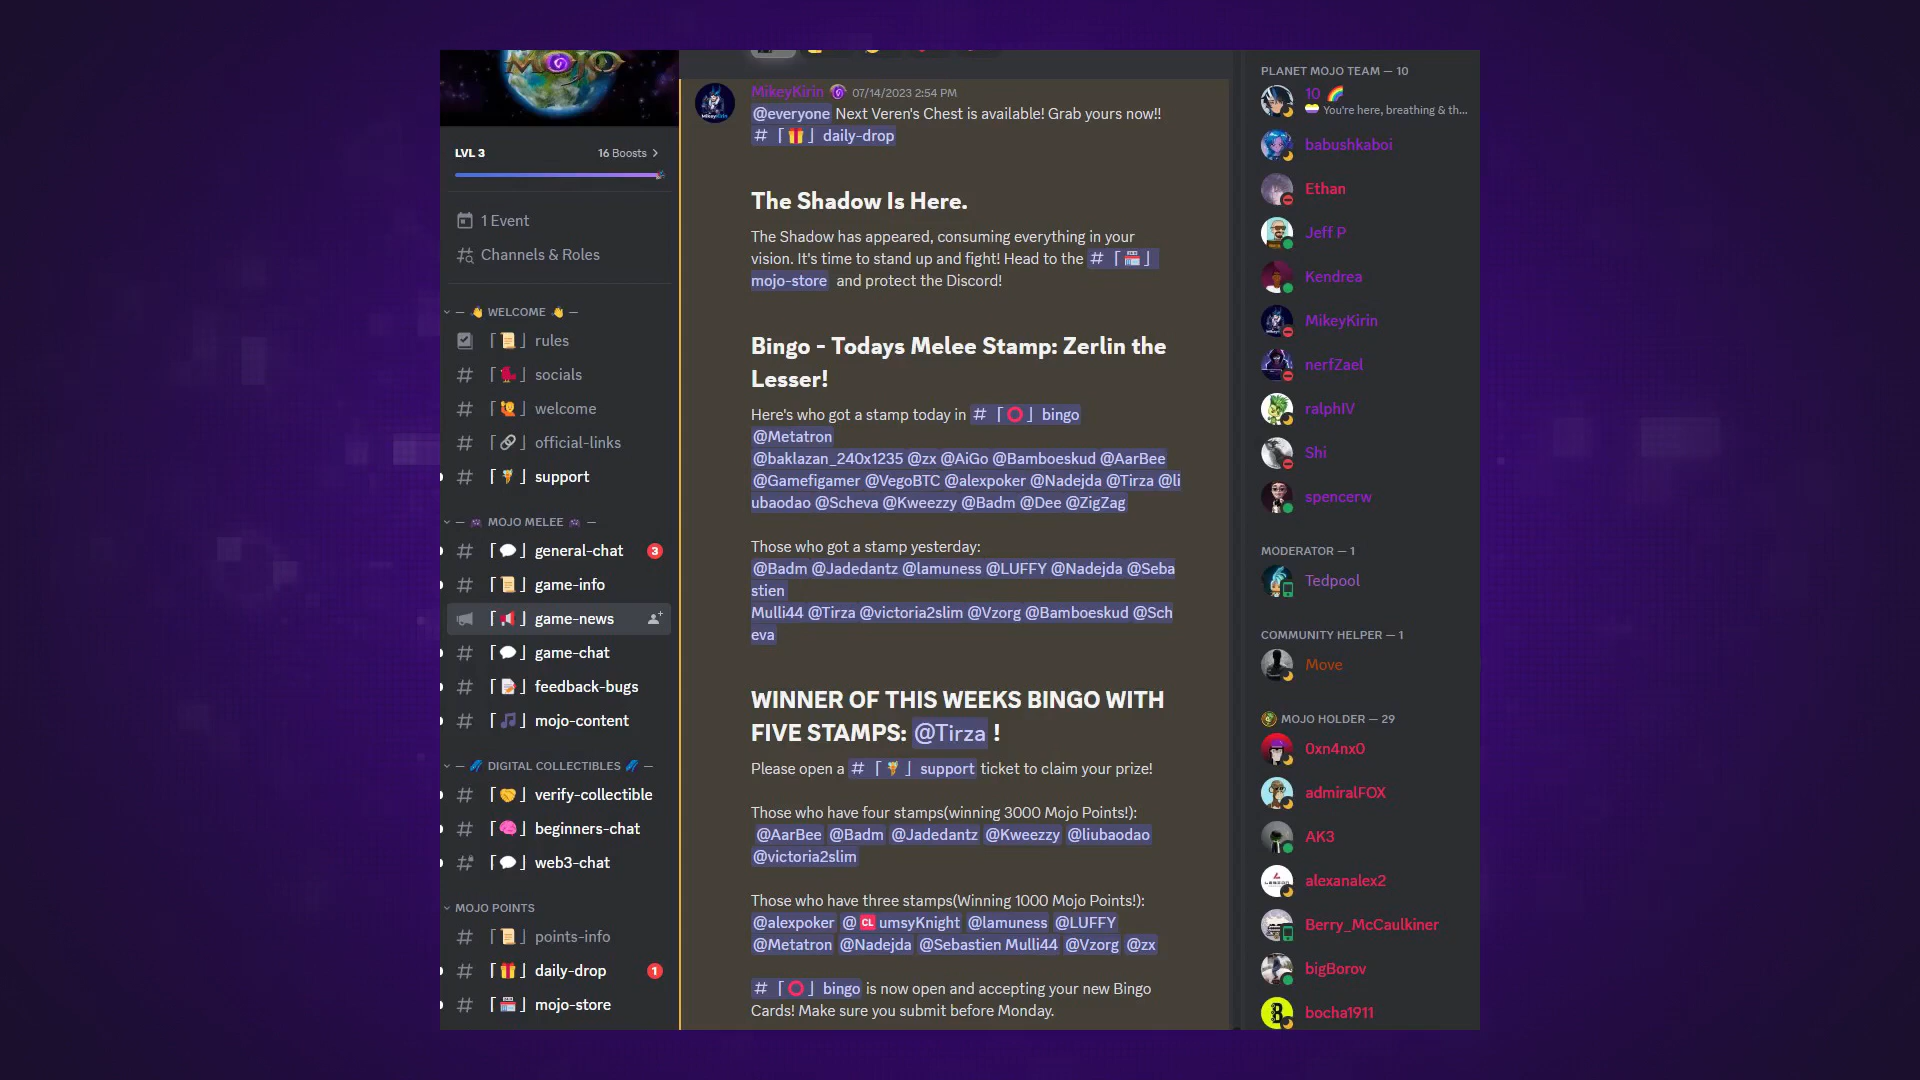 MOJO
LVL 3
16 Boosts
1 Event
Channels & Roles
— 👋 WELCOME 👋 —
# 「📜」 rules
# 「👢」 socials
# 「🙋」 welcome
# 「🔗」 official-links
# 「」 support
— 🎮 MOJO MELEE 🎮 —
# 「💬」 general-chat 3
# 「📜」 game-info
「📢」 game-news
# 「💬」 game-chat
# 「📝」 feedback-bugs
# 「🎵」 mojo-content
— DIGITAL COLLECTIBLES —
# 「🤝」 verify-collectible
# 「🧠」 beginners-chat
# 「💬」 web3-chat
MOJO POINTS
# 「📜」 points-info
# 「🎁」 daily-drop 1
# 「🏪」 mojo-store
MikeyKirin 07/14/2023 2:54 PM
MikeyKirin
@everyone Next Veren's Chest is available! Grab yours now!!
# 「🎁」 daily-drop
The Shadow Is Here.
The Shadow has appeared, consuming everything in your
vision. It's time to stand up and fight! Head to the # 「🏪」
mojo-store and protect the Discord!
Bingo - Todays Melee Stamp: Zerlin the
Lesser!
Here's who got a stamp today in # 「⭕」 bingo
@Metatron
@baklazan_240x1235 @zx @AiGo @Bamboeskud @AarBee
@Gamefigamer @VegoBTC @alexpoker @Nadejda @Tirza @li
ubaodao @Scheva @Kweezzy @Badm @Dee @ZigZag
Those who got a stamp yesterday:
@Badm @Jadedantz @lamuness @LUFFY @Nadejda @Seba
stien
Mulli44 @Tirza @victoria2slim @Vzorg @Bamboeskud @Sch
eva
WINNER OF THIS WEEKS BINGO WITH
FIVE STAMPS: @Tirza !
Please open a # 「」 support ticket to claim your prize!
Those who have four stamps(winning 3000 Mojo Points!):
@AarBee @Badm @Jadedantz @Kweezzy @liubaodao
@victoria2slim
Those who have three stamps(Winning 1000 Mojo Points!):
@alexpoker @🆑umsyKnight @lamuness @LUFFY
@Metatron @Nadejda @Sebastien Mulli44 @Vzorg @zx
# 「⭕」 bingo is now open and accepting your new Bingo
Cards! Make sure you submit before Monday.
PLANET MOJO TEAM — 10
10 🌈
You're here, breathing & th...
babushkaboi
Ethan
Jeff P
Kendrea
MikeyKirin
nerfZael
ralphIV
Shi
spencerw
MODERATOR — 1
Tedpool
COMMUNITY HELPER — 1
Move
MOJO HOLDER — 29
0xn4nx0
admiralFOX
AK3
alexanalex2
Berry_McCaulkiner
bigBorov
bocha1911